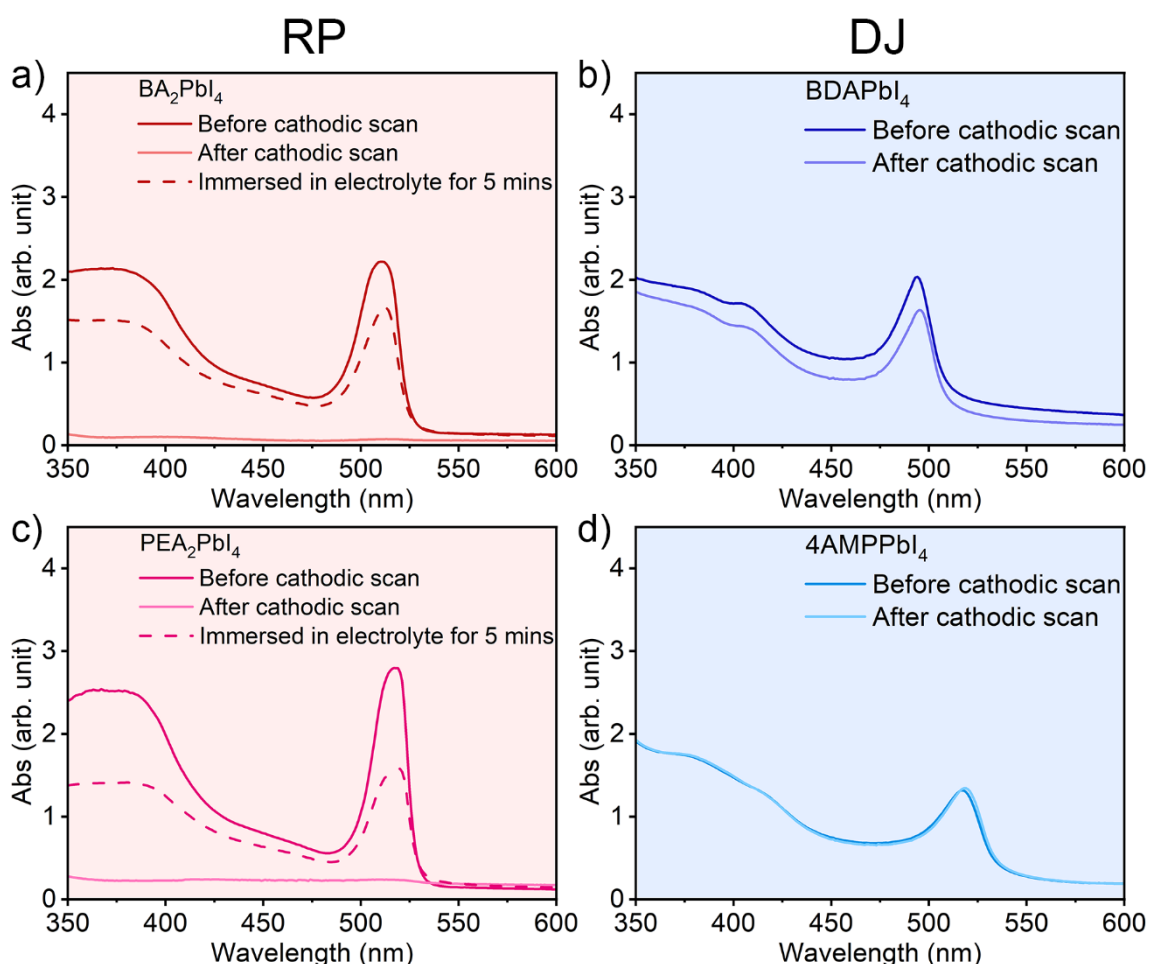 RP
DJ
a)
BA₂PbI₄
Before cathodic scan
After cathodic scan
Immersed in electrolyte for 5 mins
Abs (arb. unit)
4
3
2
1
0
350 400 450 500 550 600
Wavelength (nm)
b)
BDAPbI₄
Before cathodic scan
After cathodic scan
Abs (arb. unit)
4
3
2
1
0
350 400 450 500 550 600
Wavelength (nm)
c)
PEA₂PbI₄
Before cathodic scan
After cathodic scan
Immersed in electrolyte for 5 mins
Abs (arb. unit)
4
3
2
1
0
350 400 450 500 550 600
Wavelength (nm)
d)
4AMPPbI₄
Before cathodic scan
After cathodic scan
Abs (arb. unit)
4
3
2
1
0
350 400 450 500 550 600
Wavelength (nm)